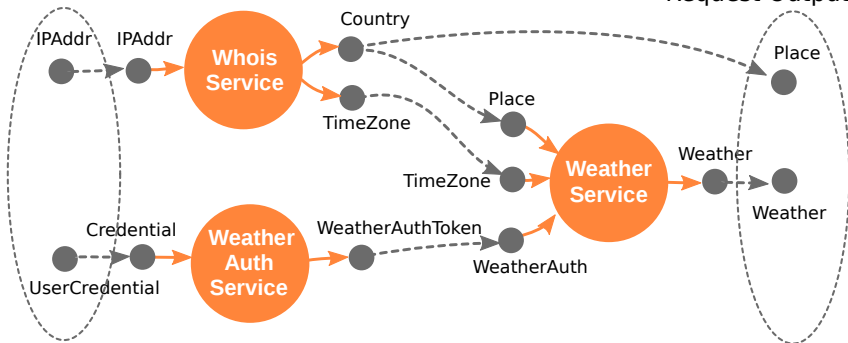 Request Output
IPAddr
IPAddr
Whois
Service
Country
TimeZone
Place
Place
TimeZone
Weather
Service
Weather
Weather
Credential
UserCredential
Weather
Auth
Service
WeatherAuthToken
WeatherAuth